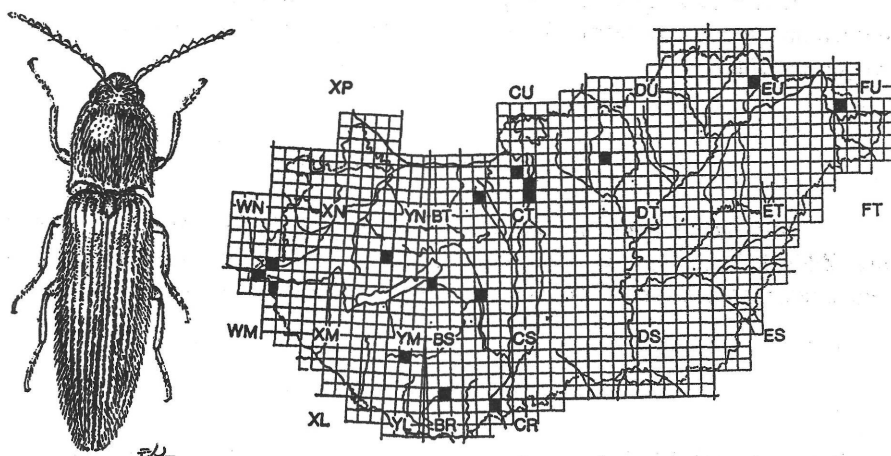 XP CU DU EU FU
WN XN YN BT CT DT ET FT
WM XM YM BS CS DS ES
XL YL BR CR